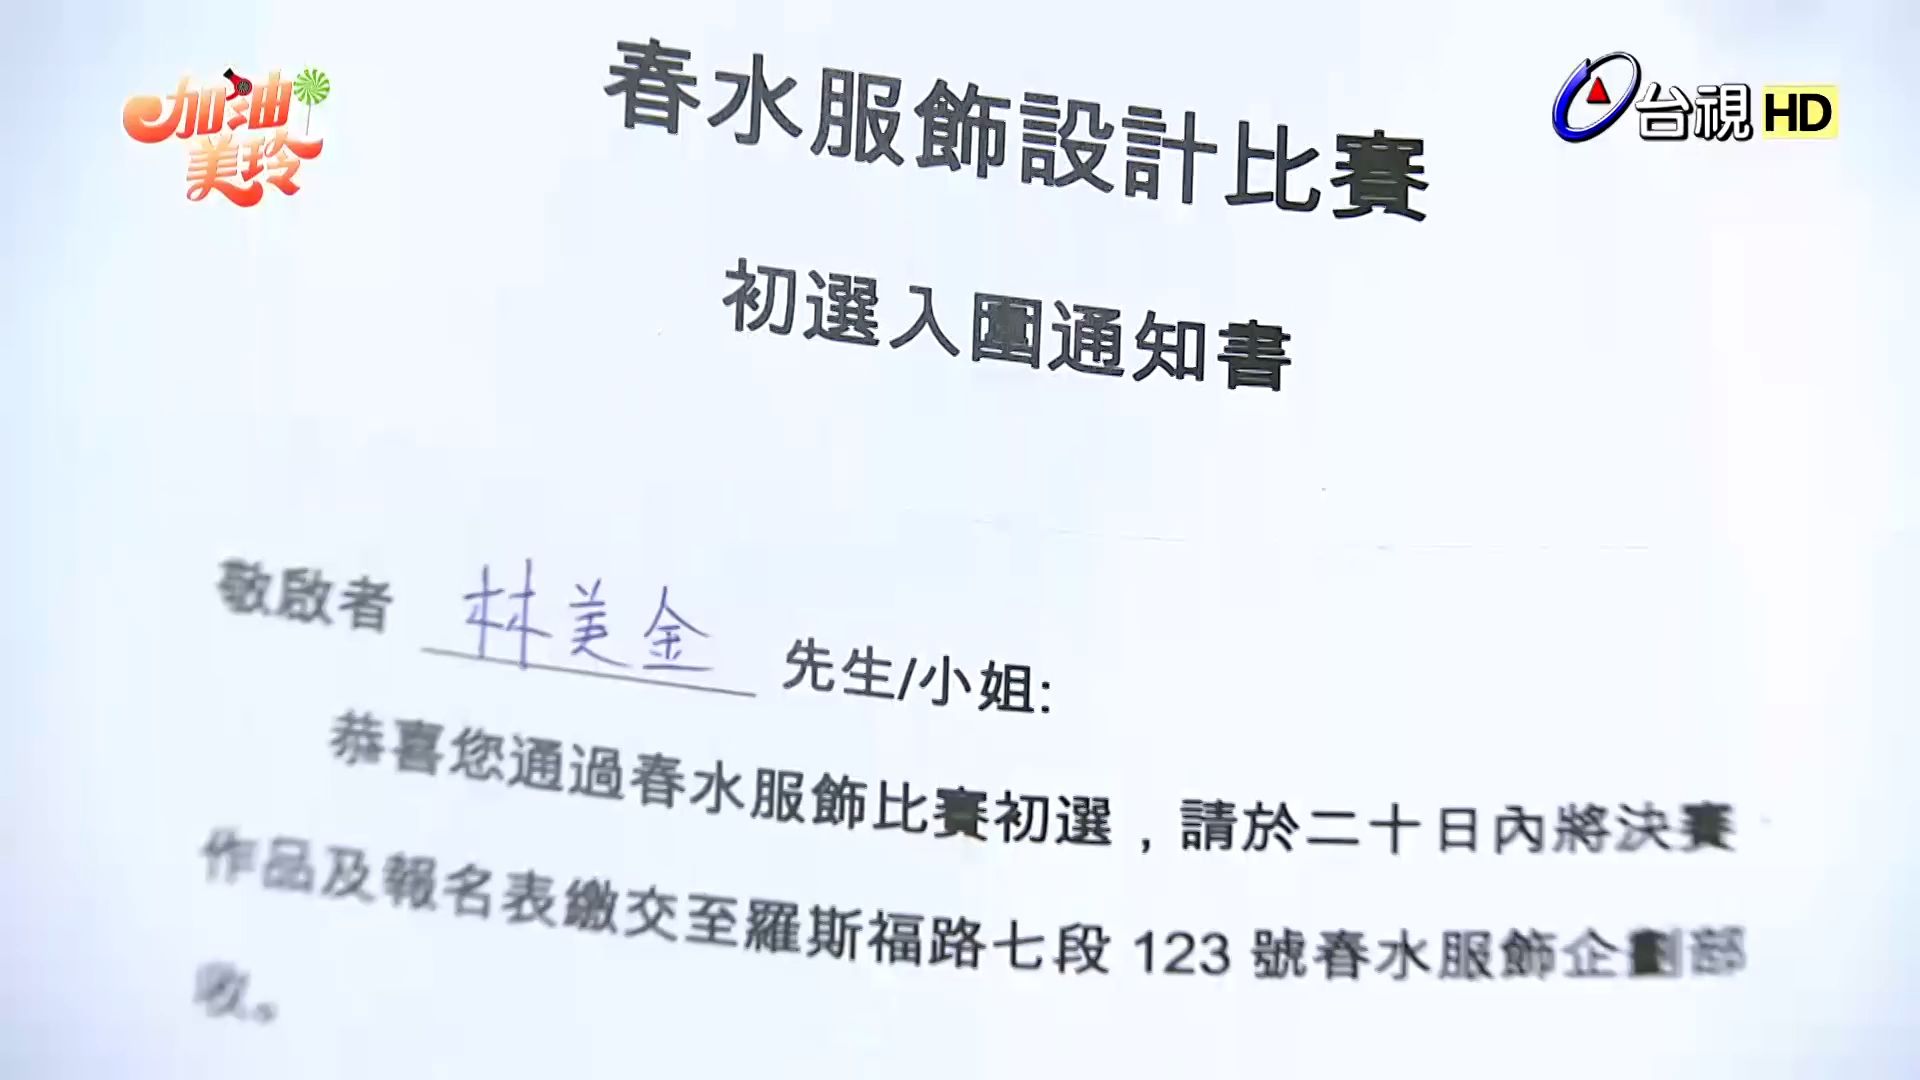 加油
美玲
台視 HD
春水服飾設計比賽
初選入圍通知書
敬啟者 林美金 先生/小姐:
恭喜您通過春水服飾比賽初選，請於二十日內將決賽
作品及報名表繳交至羅斯福路七段 123 號春水服飾企劃部
收。